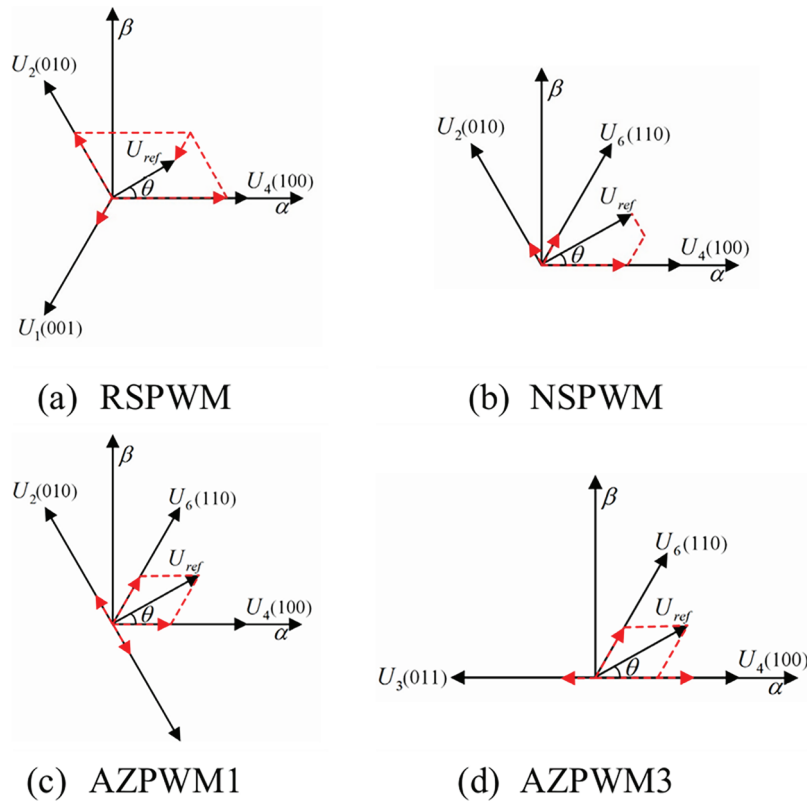 β
U2(010)
Uref
θ
U4(100)
α
U1(001)
(a) RSPWM
β
U2(010)
U6(110)
Uref
θ
U4(100)
α
(b) NSPWM
β
U2(010)
U6(110)
Uref
θ
U4(100)
α
(c) AZPWM1
β
U6(110)
Uref
U3(011)
θ
U4(100)
α
(d) AZPWM3